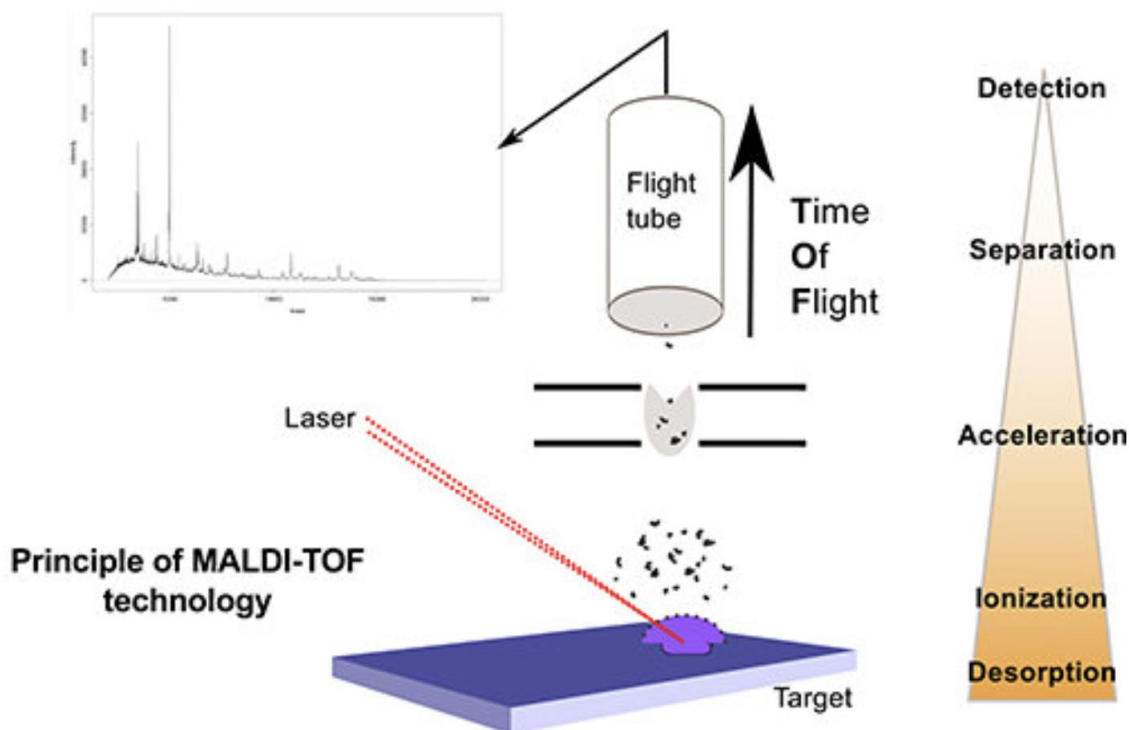 Detection
Flight
tube
Time
Of
Flight
Separation
Laser
Acceleration
Principle of MALDI-TOF
technology
Ionization
Desorption
Target